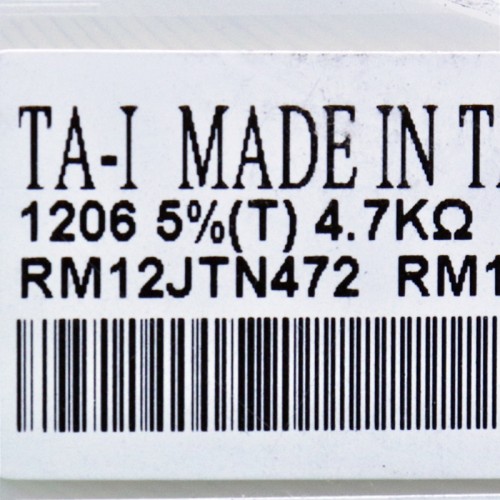 TA-I MADE IN TA
1206 5%(T) 4.7KΩ
RM12JTN472 RM1